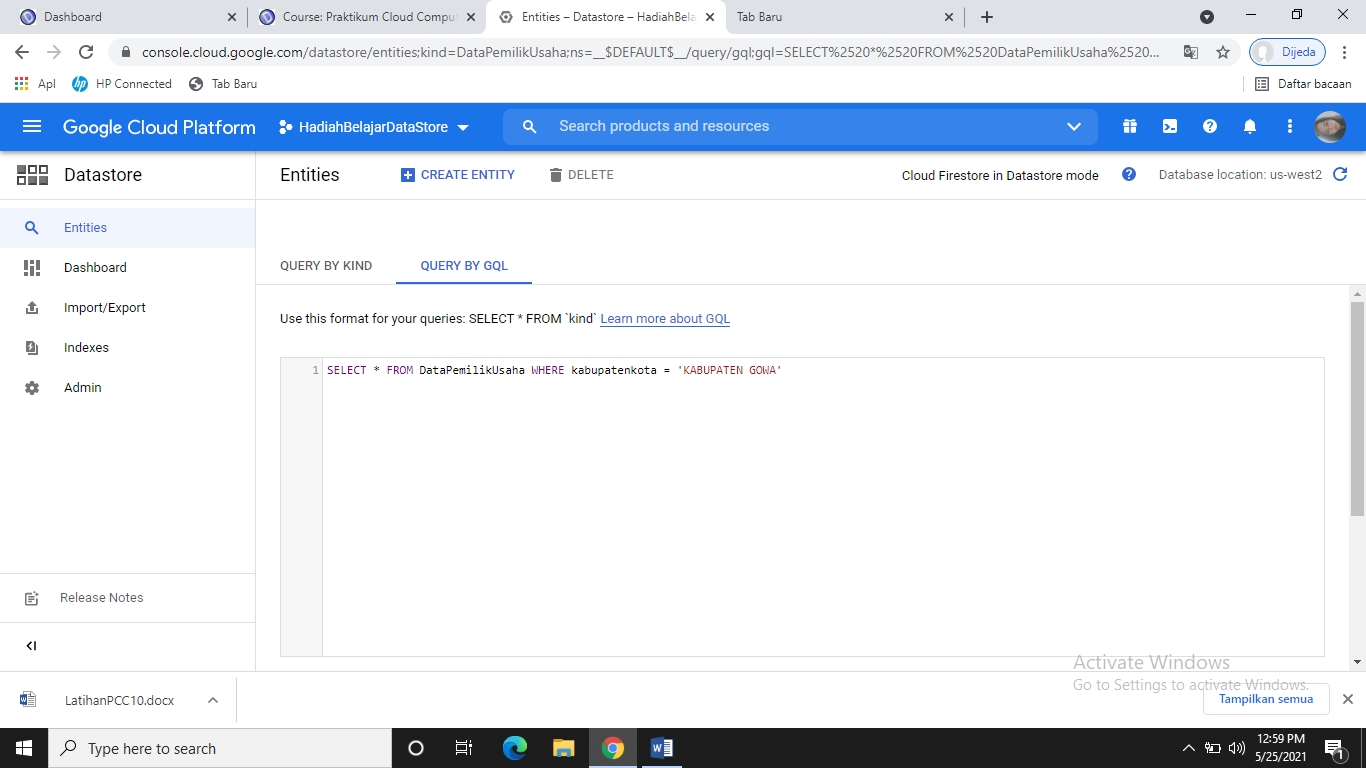 Dashboard
Course: Praktikum Cloud Comput
Entities – Datastore – HadiahBela
Tab Baru
console.cloud.google.com/datastore/entities;kind=DataPemilikUsaha;ns=__$DEFAULT$__/query/gql;gql=SELECT%2520*%2520FROM%2520DataPemilikUsaha%2520...
Dijeda
Apl
HP Connected
Tab Baru
Daftar bacaan
Google Cloud Platform
HadiahBelajarDataStore
Search products and resources
Datastore
Entities
CREATE ENTITY
DELETE
Cloud Firestore in Datastore mode
Database location: us-west2
Entities
Dashboard
Import/Export
Indexes
Admin
Release Notes
QUERY BY KIND
QUERY BY GQL
Use this format for your queries: SELECT * FROM `kind` Learn more about GQL
1 SELECT * FROM DataPemilikUsaha WHERE kabupatenkota = 'KABUPATEN GOWA'
Activate Windows
Go to Settings to activate Windows.
LatihanPCC10.docx
Tampilkan semua
Type here to search
12:59 PM
5/25/2021
1